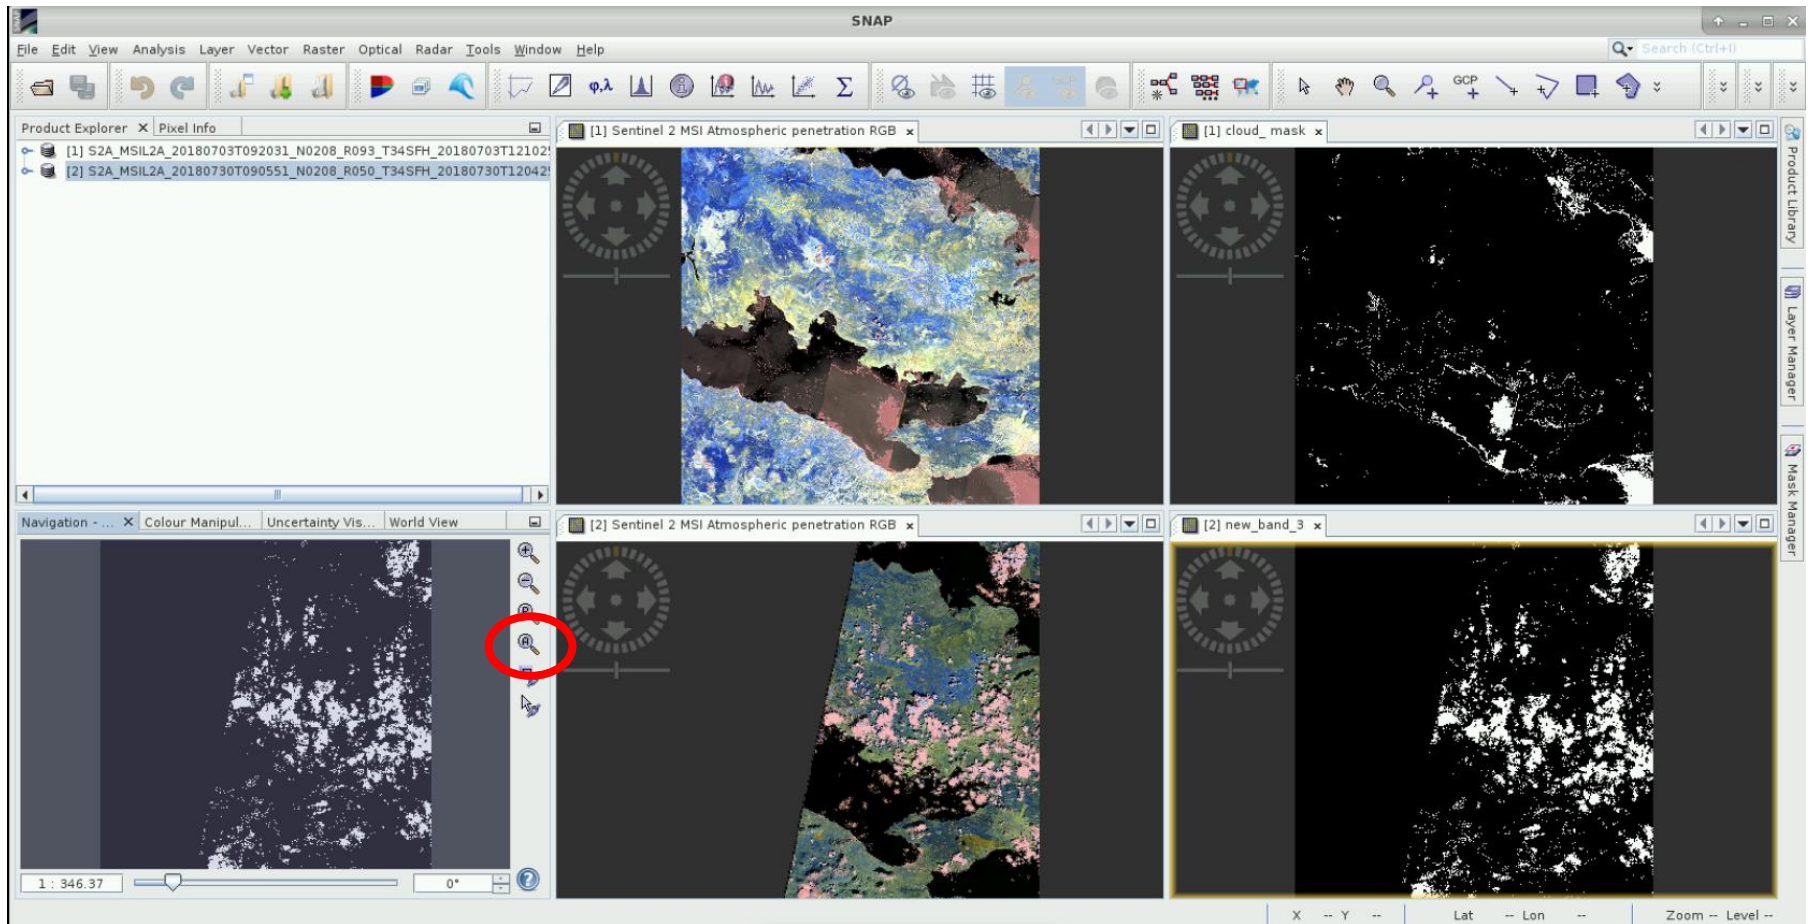 SNAP
File Edit View Analysis Layer Vector Raster Optical Radar Tools Window Help
Search (Ctrl+I)
φ,λ Σ GCP
Product Explorer Pixel Info
[1] S2A_MSIL2A_20180703T092031_N0208_R093_T34SFH_20180703T12102
[2] S2A_MSIL2A_20180730T090551_N0208_R050_T34SFH_20180730T12042
[1] Sentinel 2 MSI Atmospheric penetration RGB
[1] cloud_ mask
Product Library
Layer Manager
Mask Manager
Navigation - ... Colour Manipul... Uncertainty Vis... World View
1 : 346.37
0°
[2] Sentinel 2 MSI Atmospheric penetration RGB
[2] new_band_3
X -- Y -- Lat -- Lon -- Zoom -- Level --